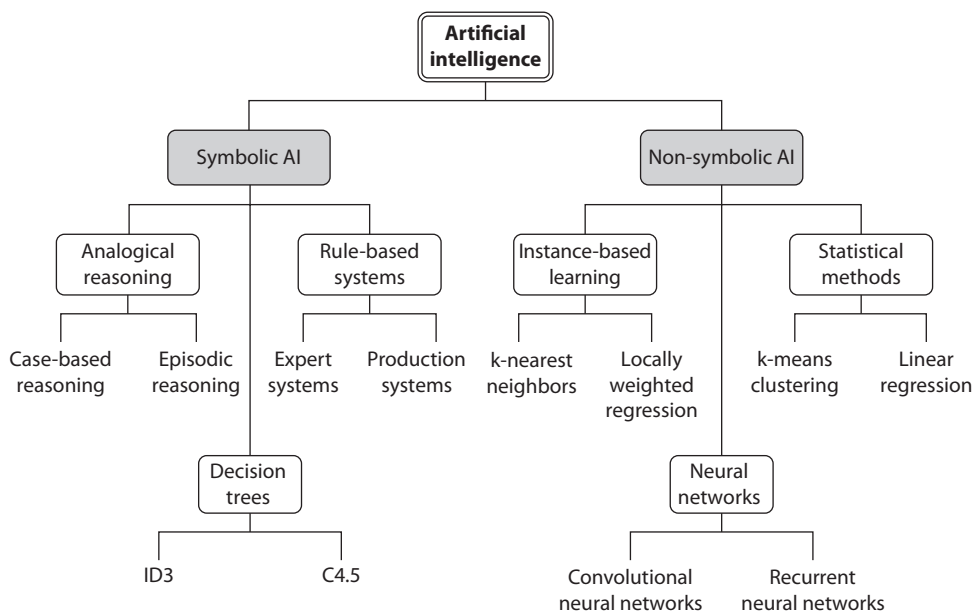 Artificial
intelligence
Symbolic AI
Non-symbolic AI
Analogical
reasoning
Rule-based
systems
Instance-based
learning
Statistical
methods
Case-based
reasoning
Episodic
reasoning
Expert
systems
Production
systems
k-nearest
neighbors
Locally
weighted
regression
k-means
clustering
Linear
regression
Decision
trees
Neural
networks
ID3
C4.5
Convolutional
neural networks
Recurrent
neural networks